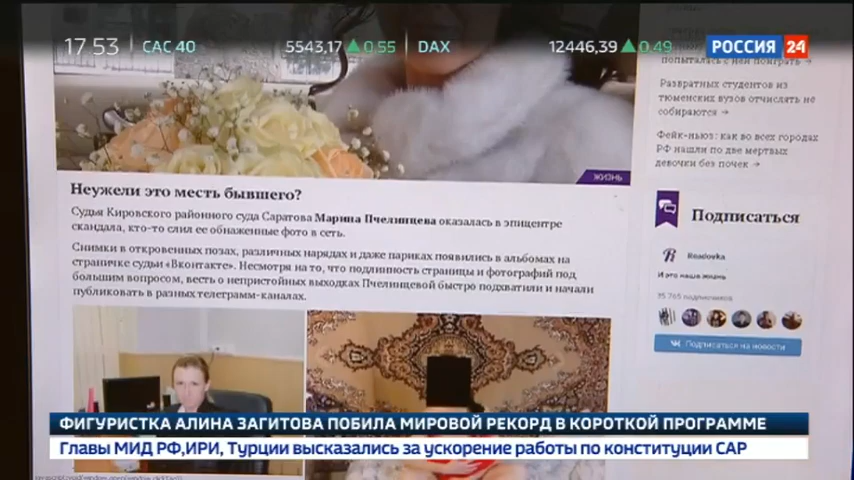 17.53 CAC 40 5543,17 ▲ 0.55 DAX 12446,39 ▲ 0.49 РОССИЯ 24
попыталась с ней поиграть →
Развратных студентов из
тюменских вузов отчислять не
собираются →
Фейк-ньюз: как во всех городах
РФ нашли по две мертвых
девочки без почек →
ЖИЗНЬ
Неужели это месть бывшего?
Судья Кировского районного суда Саратова Марина Пчелинцева оказалась в эпицентре
скандала, кто-то слил ее обнаженные фото в сеть.
Снимки в откровенных позах, различных нарядах и даже париках появились в альбомах на
страничке судьи «Вконтакте». Несмотря на то, что подлинность страницы и фотографий под
большим вопросом, весть о непристойных выходках Пчелинцевой быстро подхватили и начали
публиковать в разных телеграмм-каналах.
Подписаться
Readovka
И это наша жизнь
35 765 подписчиков
Подписаться на новости
ФИГУРИСТКА АЛИНА ЗАГИТОВА ПОБИЛА МИРОВОЙ РЕКОРД В КОРОТКОЙ ПРОГРАММЕ
Главы МИД РФ,ИРИ, Турции высказались за ускорение работы по конституции САР